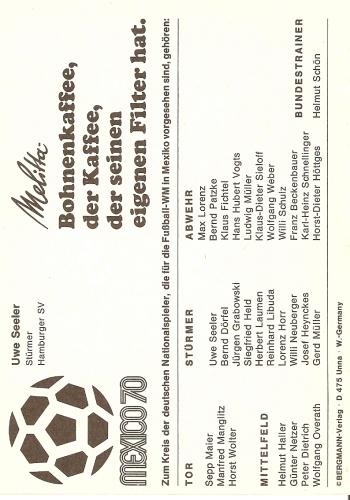 Uwe Seeler
Stürmer
Hamburger SV
MEXICO 70
Melitta
Bohnenkaffee,
der Kaffee,
der seinen
eigenen Filter hat.
Zum Kreis der deutschen Nationalspieler, die für die Fußball-WM in Mexiko vorgesehen sind, gehören:
TOR
Sepp Maier
Manfred Manglitz
Horst Wolter
MITTELFELD
Helmut Haller
Günter Netzer
Peter Dietrich
Wolfgang Overath
STÜRMER
Uwe Seeler
Bernd Dörfel
Jürgen Grabowski
Siegfried Held
Herbert Laumen
Reinhard Libuda
Lorenz Horr
Willi Neuberger
Josef Heynckes
Gerd Müller
ABWEHR
Max Lorenz
Bernd Patzke
Klaus Fichtel
Hans Hubert Vogts
Ludwig Müller
Klaus-Dieter Sieloff
Wolfgang Weber
Willi Schulz
Franz Beckenbauer
Karl-Heinz Schnellinger
Horst-Dieter Höttges
BUNDESTRAINER
Helmut Schön
©BERGMANN-Verlag · D 475 Unna · W.-Germany